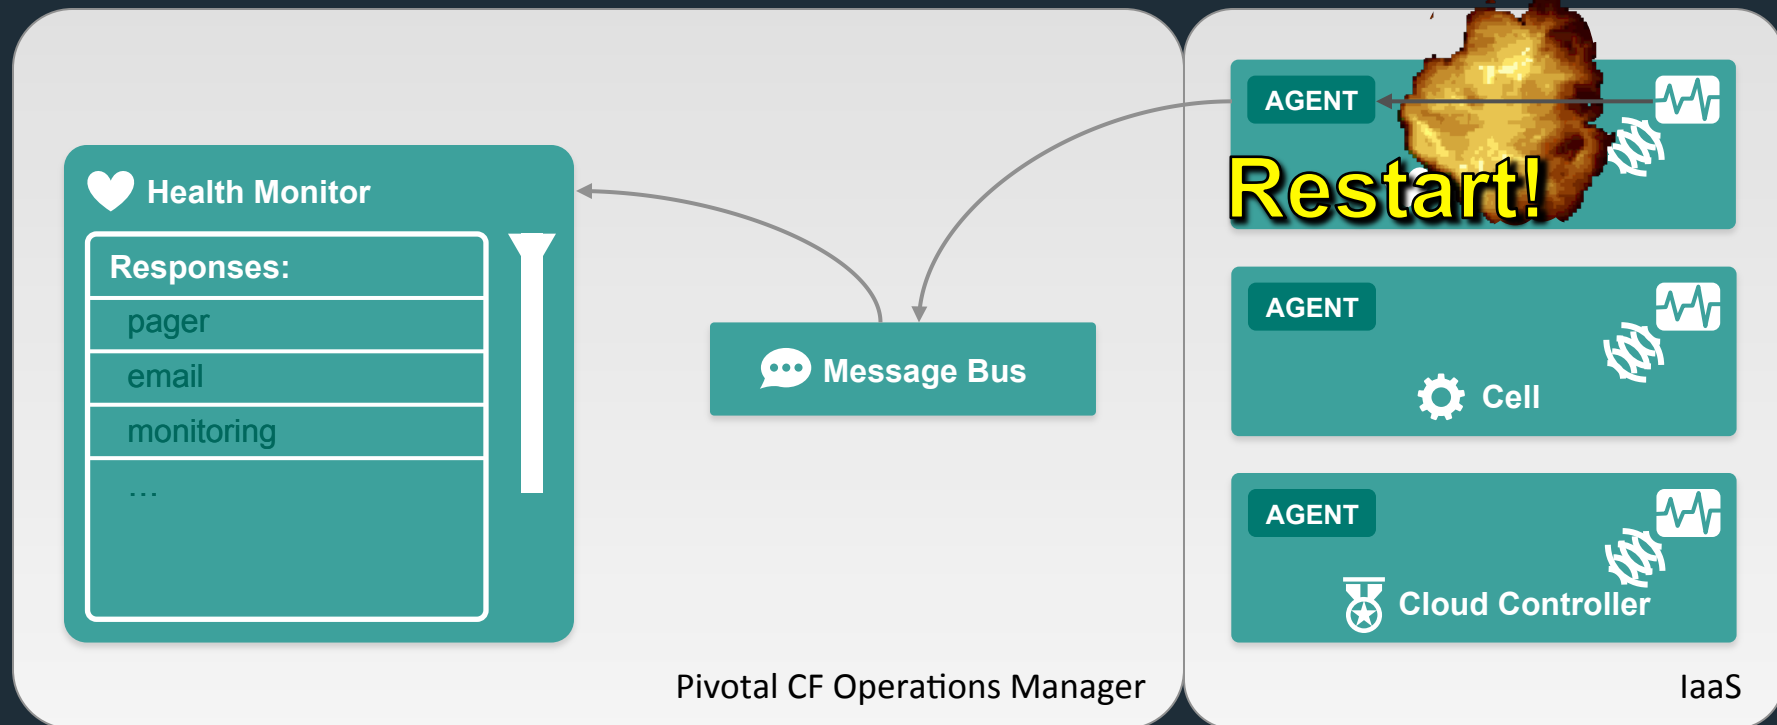 Health Monitor
Responses:
pager
email
monitoring
...
Message Bus
Pivotal CF Operations Manager
AGENT
Restart!
AGENT
Cell
AGENT
Cloud Controller
IaaS